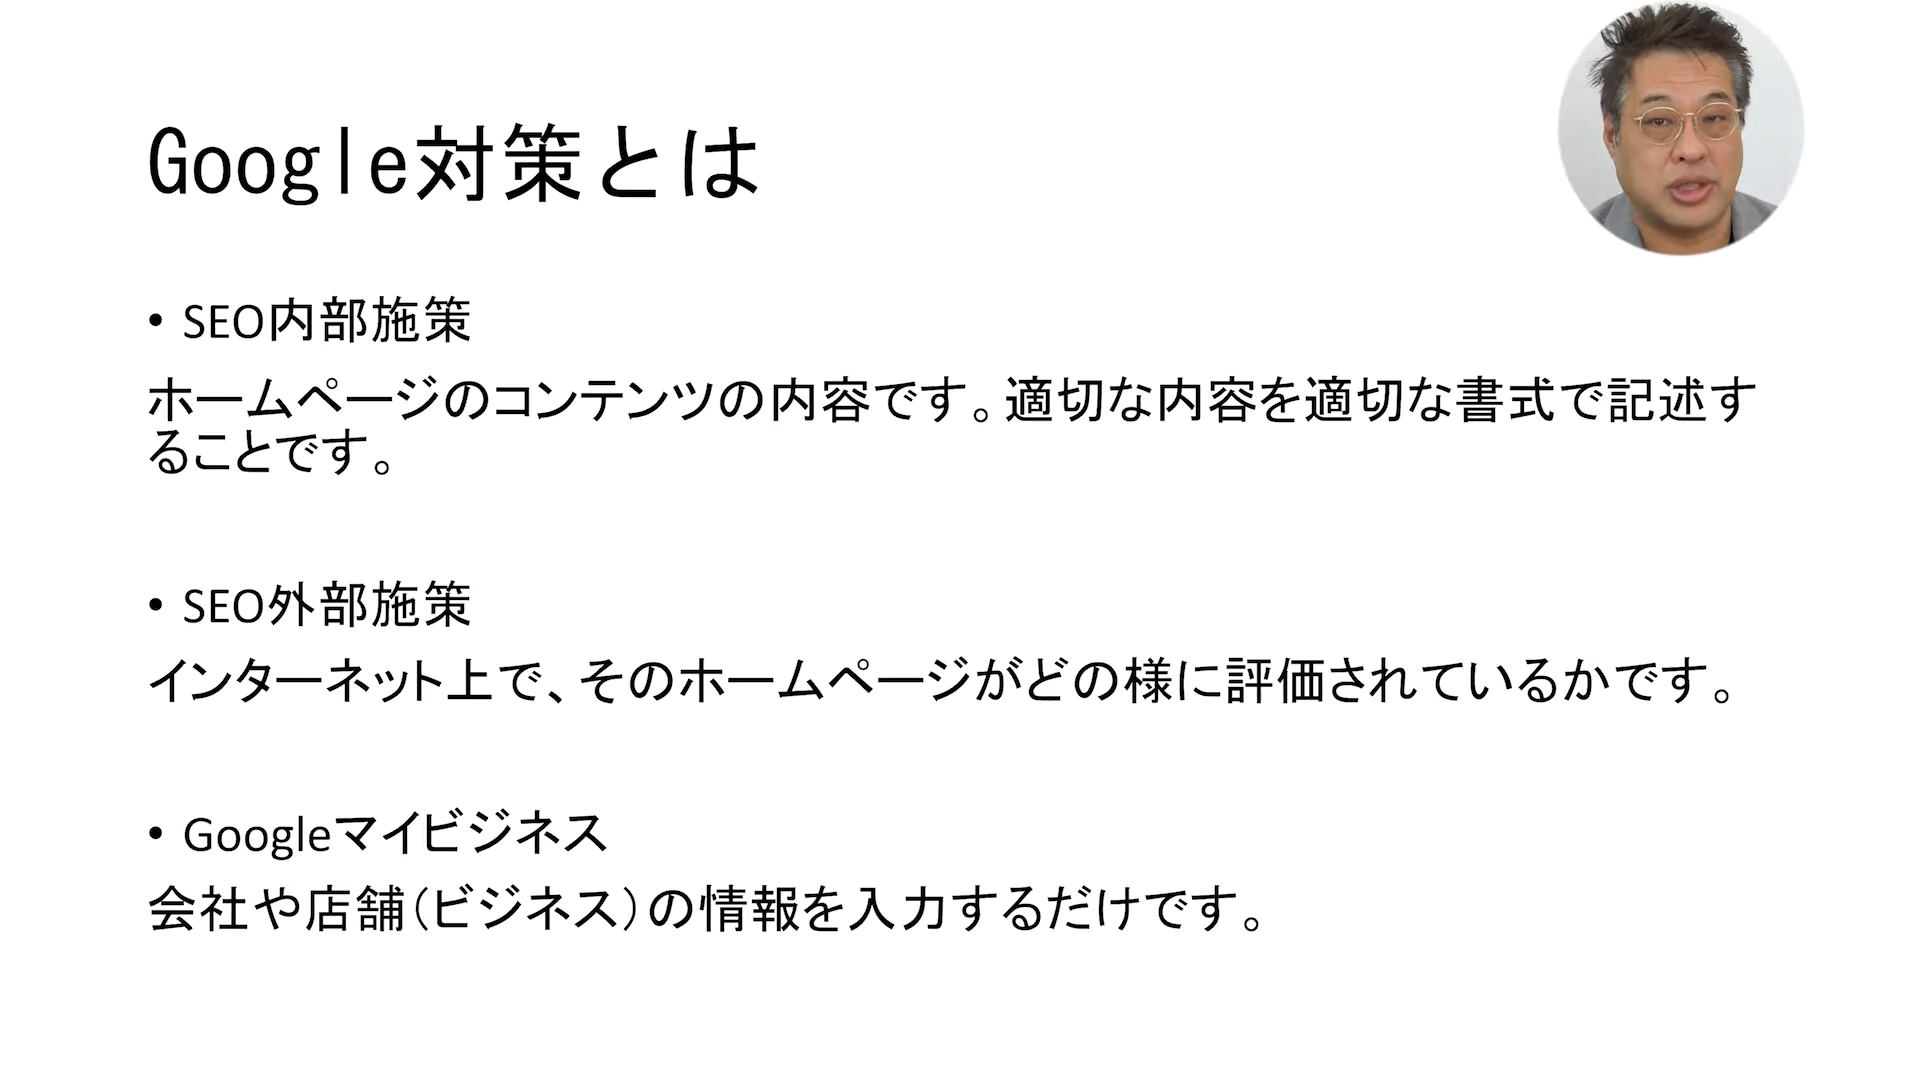 Google対策とは
• SEO内部施策
ホームページのコンテンツの内容です。適切な内容を適切な書式で記述す
ることです。
• SEO外部施策
インターネット上で、そのホームページがどの様に評価されているかです。
• Googleマイビジネス
会社や店舗（ビジネス）の情報を入力するだけです。